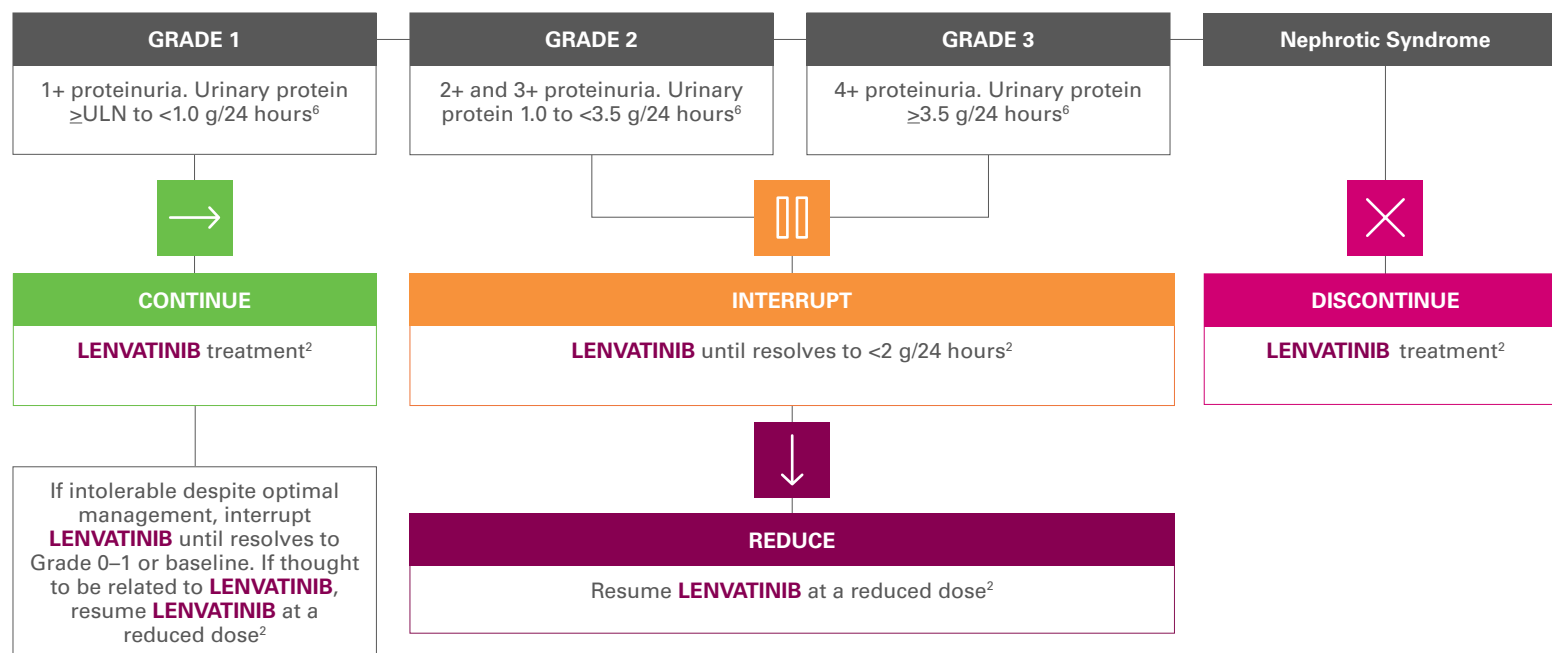 GRADE 1
1+ proteinuria. Urinary protein
≥ULN to <1.0 g/24 hours⁶
GRADE 2
2+ and 3+ proteinuria. Urinary
protein 1.0 to <3.5 g/24 hours⁶
GRADE 3
4+ proteinuria. Urinary protein
≥3.5 g/24 hours⁶
Nephrotic Syndrome
CONTINUE
LENVATINIB treatment²
If intolerable despite optimal
management, interrupt
LENVATINIB until resolves to
Grade 0–1 or baseline. If thought
to be related to LENVATINIB,
resume LENVATINIB at a
reduced dose²
INTERRUPT
LENVATINIB until resolves to <2 g/24 hours²
REDUCE
Resume LENVATINIB at a reduced dose²
DISCONTINUE
LENVATINIB treatment²